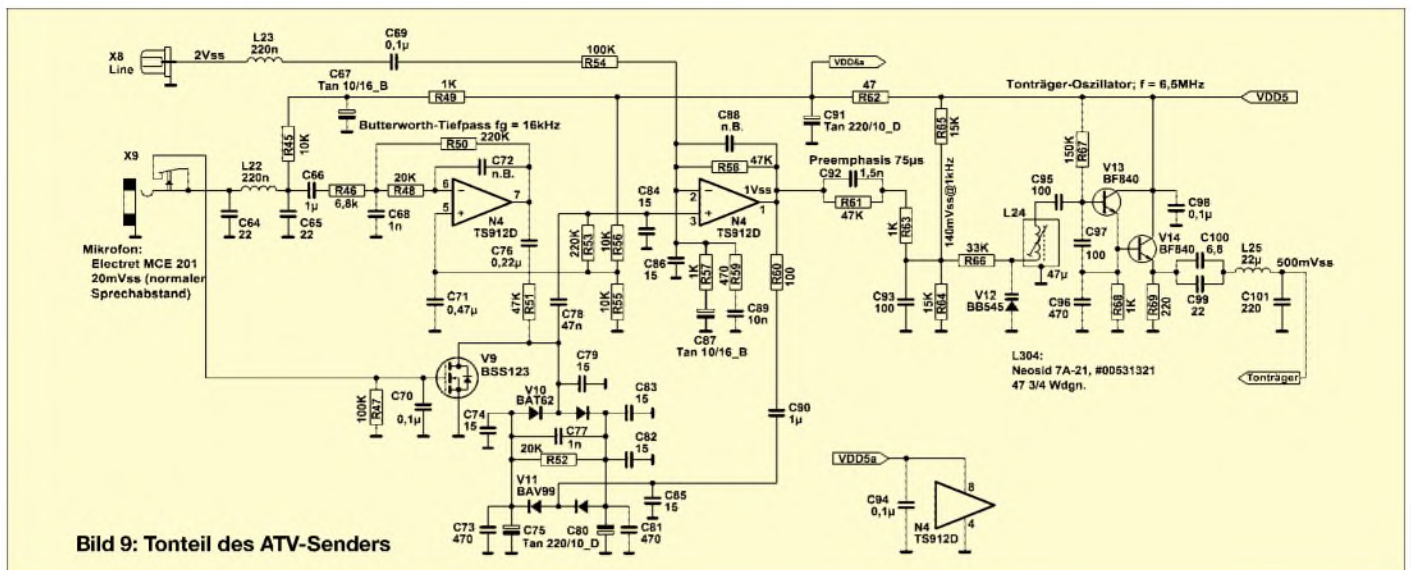 X8
Line
2Vss
L23
220n
C69
0,1µ
100K
R54
VDD5a
C67
Tan 10/16_B
1K
R49
47
R62
Tonträger-Oszillator; f = 6,5MHz
VDD5
C91
Tan 220/10_D
Butterworth-Tiefpass fg = 16kHz
R50
220K
C88
n.B.
R45
10K
X9
L22
220n
C66
1µ
R46
6,8k
20K
R48
C72
n.B.
6
5
7
N4
TS912D
C68
1n
C64
22
C65
22
Mikrofon:
Electret MCE 201
20mVss (normaler
Sprechabstand)
C71
0,47µ
C76
0,22µ
47K
R51
C78
47n
220K
R53
10K
R56
10K
R55
C84
15
R56
47K
2
3
1
1Vss
N4
TS912D
C86
15
1K
R57
470
R59
C89
10n
C87
Tan 10/16_B
R60
100
Preemphasis 75µs
C92
1,5n
R61
47K
1K
R63
C93
100
15K
R64
R65
15K
140mVss@1kHz
33K
R66
V12
BB545
L24
47µ
C95
100
150K
R67
C97
100
C96
470
V13
BF840
V14
BF840
R68
1K
R69
220
C98
0,1µ
C100
6,8
C99
22
L25
22µ
500mVss
C101
220
Tonträger
L304:
Neosid 7A-21, #00531321
47 3/4 Wdgn.
V9
BSS123
100K
R47
C70
0,1µ
C74
15
V10
BAT62
C79
15
C83
15
C77
1n
20K
R52
C82
15
V11
BAV99
C85
15
C90
1µ
C73
470
C75
C80
Tan 220/10_D
C81
470
VDD5a
C94
0,1µ
N4
TS912D
8
4
Bild 9: Tonteil des ATV-Senders